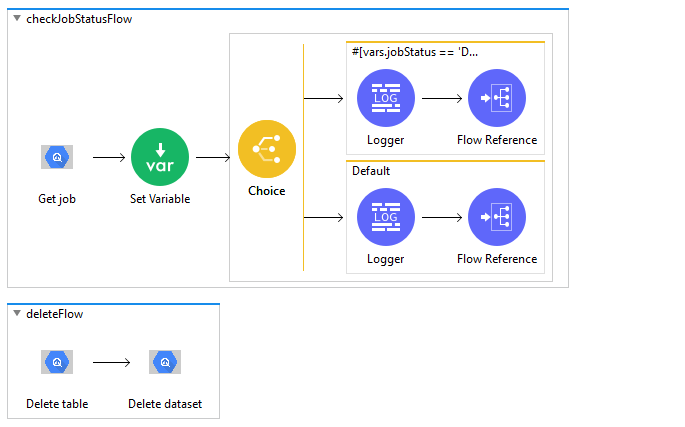 checkJobStatusFlow
#[vars.jobStatus == 'D...
LOG
Logger
Flow Reference
Get job
var
Set Variable
Choice
Default
LOG
Logger
Flow Reference
deleteFlow
Delete table
Delete dataset